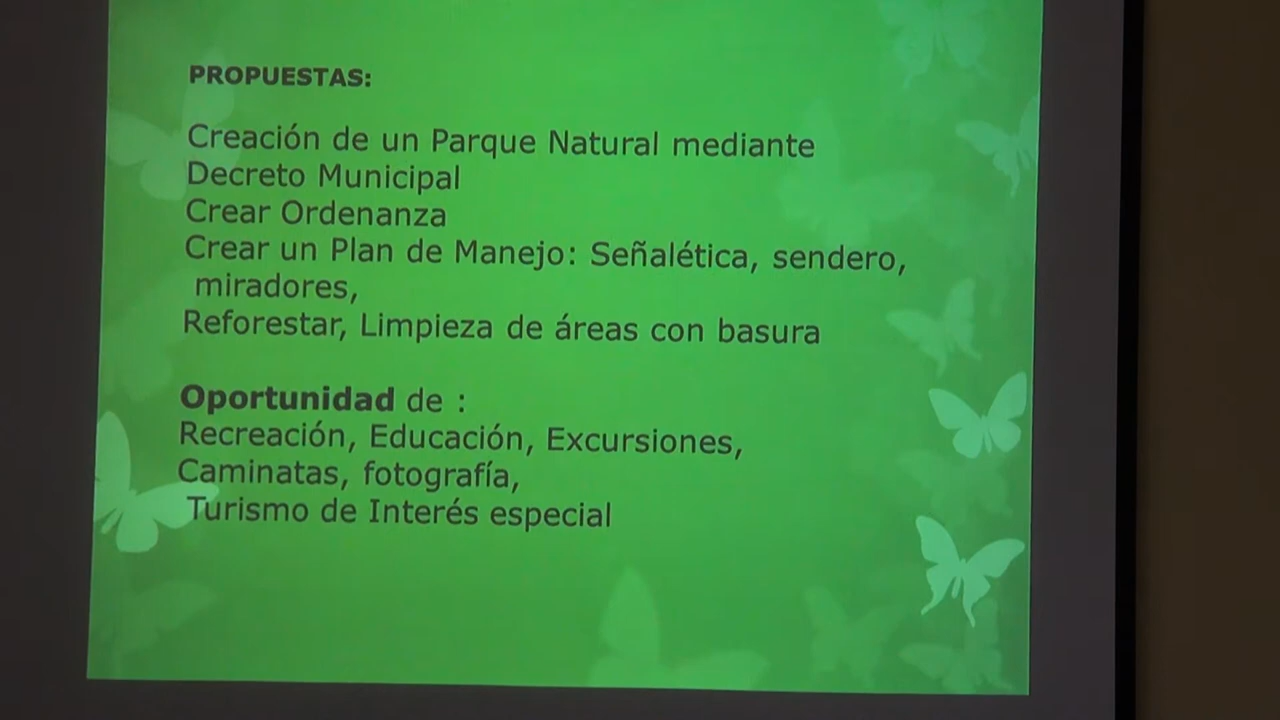 PROPUESTAS:
Creación de un Parque Natural mediante
Decreto Municipal
Crear Ordenanza
Crear un Plan de Manejo: Señalética, sendero,
miradores,
Reforestar, Limpieza de áreas con basura
Oportunidad de :
Recreación, Educación, Excursiones,
Caminatas, fotografía,
Turismo de Interés especial